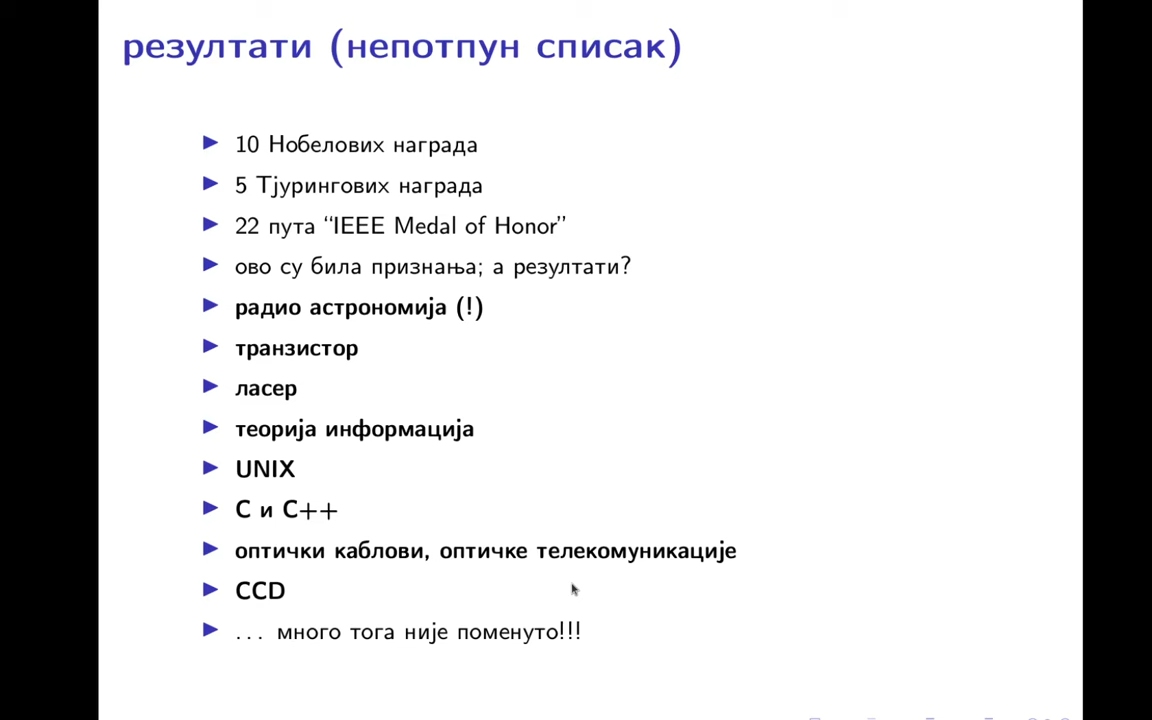 резултати (непотпун списак)
10 Нобелових награда
5 Тјурингових награда
22 пута “IEEE Medal of Honor”
ово су била признања; а резултати?
радио астрономија (!)
транзистор
ласер
теорија информација
UNIX
C и C++
оптички каблови, оптичке телекомуникације
CCD
... много тога није поменуто!!!